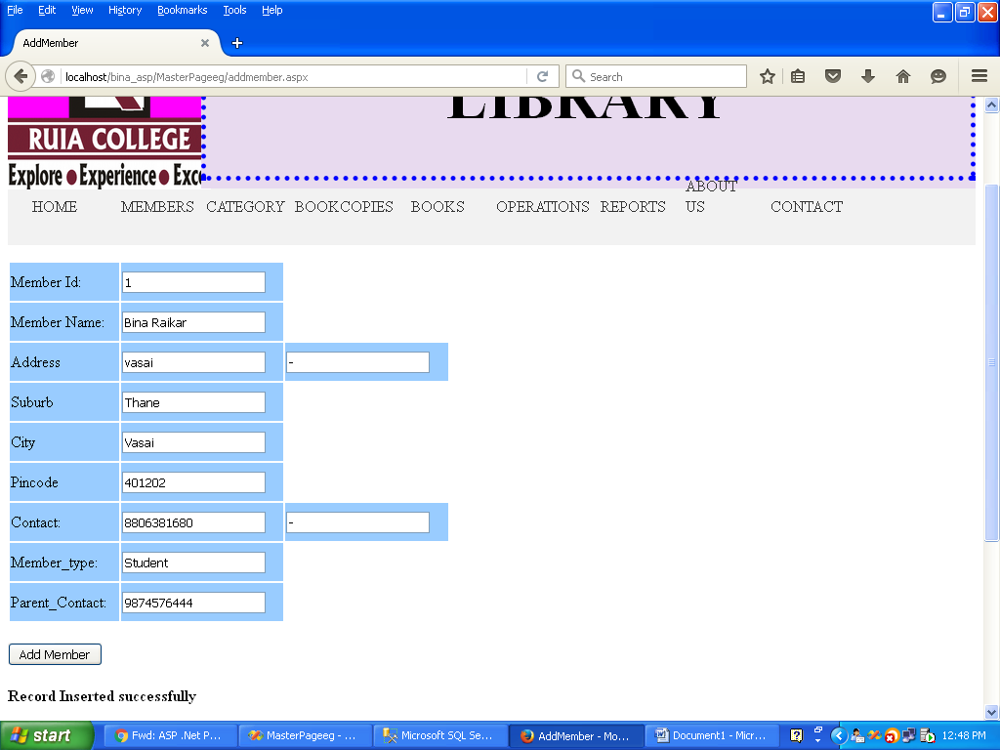 File Edit View History Bookmarks Tools Help
AddMember
localhost/bina_asp/MasterPageeg/addmember.aspx
Search
LIBRARY
RUIA COLLEGE
Explore ● Experience ● Exc
HOME MEMBERS CATEGORY BOOKCOPIES BOOKS OPERATIONS REPORTS ABOUT US CONTACT
Member Id: 1
Member Name: Bina Raikar
Address vasai -
Suburb Thane
City Vasai
Pincode 401202
Contact: 8806381680 -
Member_type: Student
Parent_Contact: 9874576444
Add Member
Record Inserted successfully
start Fwd: ASP .Net P... MasterPageeg - ... Microsoft SQL Se... AddMember - Mo... Document1 - Micr... 12:48 PM